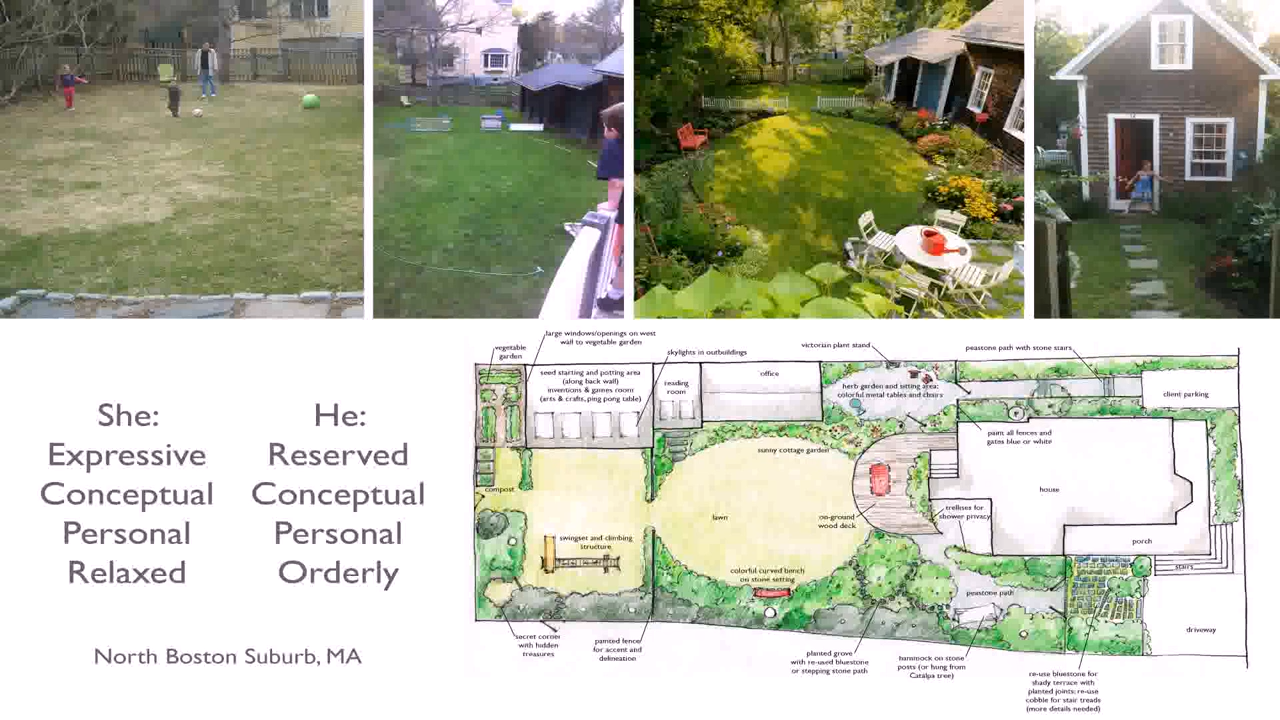 She:
Expressive
Conceptual
Personal
Relaxed
He:
Reserved
Conceptual
Personal
Orderly
North Boston Suburb, MA
vegetable
garden
large windows/openings on west
wall to vegetable garden
skylights in outbuildings
victorian plant stand
peastone path with stone stairs
seed starting and potting area
(along back wall)
inventions & games room
(arts & crafts, ping pong table)
reading
room
office
herb garden and sitting area:
colorful metal tables and chairs
client parking
paint all fences and
gates blue or white
sunny cottage garden
compost
lawn
on-ground
wood deck
trellises for
shower privacy
house
porch
swingset and climbing
structure
colorful curved bench
on stone setting
stairs
peastone path
driveway
secret corner
with hidden
treasures
painted fence
for accent and
delineation
planted grove
with re-used bluestone
or stepping stone path
hammock on stone
posts (or hung from
Catalpa tree)
re-use bluestone for
shady terrace with
planted joints: re-use
cobble for stair treads
(more details needed)